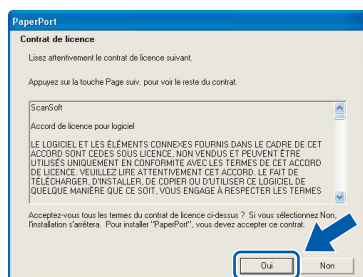 PaperPort
Contrat de licence
Lisez attentivement le contrat de licence suivant.
Appuyez sur la touche Page suiv. pour voir le reste du contrat.
ScanSoft
Accord de licence pour logiciel
LE LOGICIEL ET LES ÉLÉMENTS CONNEXES FOURNIS DANS LE CADRE DE CET
ACCORD SONT CEDES SOUS LICENCE, NON VENDUS ET PEUVENT ÊTRE
UTILISÉS UNIQUEMENT EN CONFORMITE AVEC LES TERMES DE CET ACCORD
DE LICENCE. VEUILLEZ LIRE ATTENTIVEMENT CET ACCORD. LE FAIT DE
TÉLÉCHARGER, D'INSTALLER, DE COPIER OU D'UTILISER CE LOGICIEL DE
QUELQUE MANIÈRE QUE CE SOIT, VOUS ENGAGE À RESPECTER LES TERMES
Acceptez-vous tous les termes du contrat de licence ci-dessus ? Si vous sélectionnez Non,
l'installation s'arrêtera. Pour installer "PaperPort", vous devez accepter ce contrat.
Oui
Non